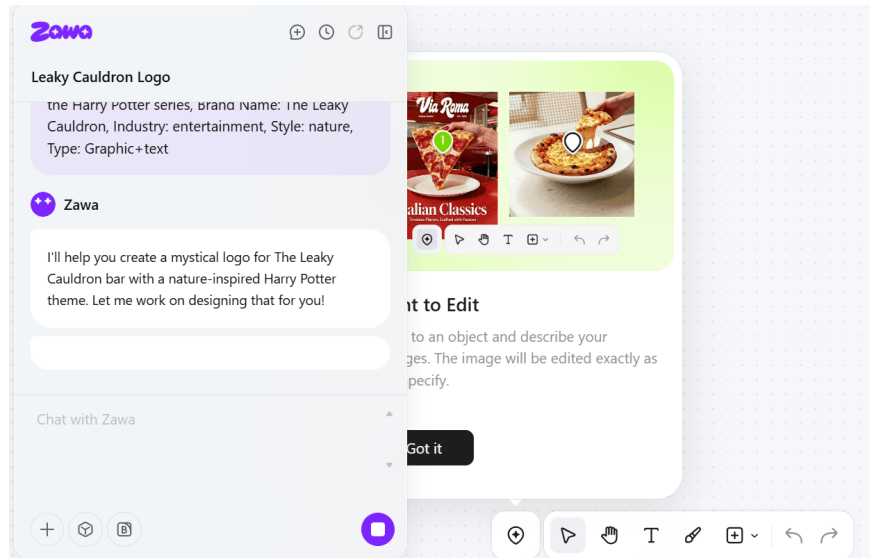 Zawa
Leaky Cauldron Logo
the Harry Potter series, Brand Name: The Leaky
Cauldron, Industry: entertainment, Style: nature,
Type: Graphic+text
Zawa
I'll help you create a mystical logo for The Leaky
Cauldron bar with a nature-inspired Harry Potter
theme. Let me work on designing that for you!
Chat with Zawa
B
Via Roma
1
alian Classics
T
nt to Edit
to an object and describe your
ges. The image will be edited exactly as
pecify.
Got it
T